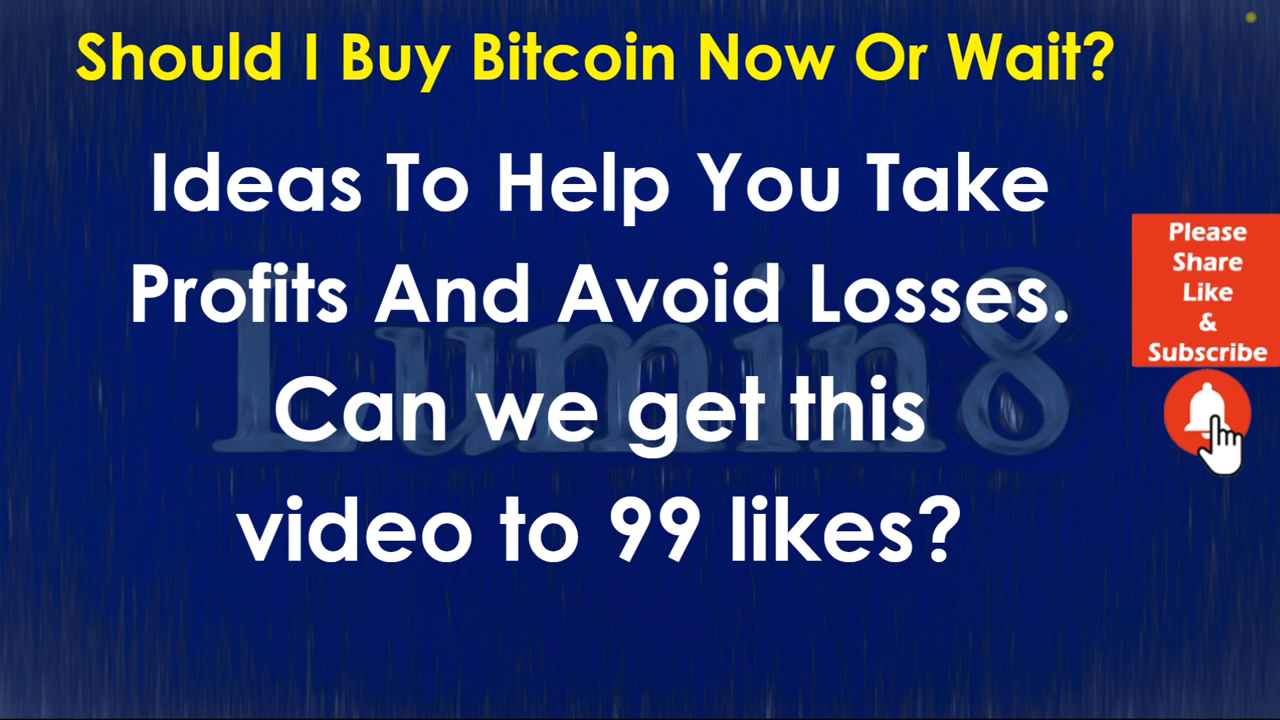 Should I Buy Bitcoin Now Or Wait?
Ideas To Help You Take
Profits And Avoid Losses.
Can we get this
video to 99 likes?
Lumin8
Please
Share
Like
&
Subscribe